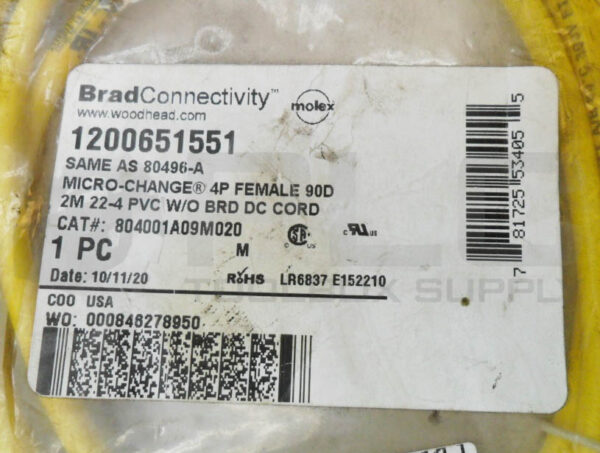 BradConnectivity™
www.woodhead.com
molex
1200651551
SAME AS 80496-A
MICRO-CHANGE® 4P FEMALE 90D
2M 22-4 PVC W/O BRD DC CORD
CAT#: 804001A09M020
1 PC
M
Date: 10/11/20
RoHS
LR6837 E152210
COO USA
WO: 000846278950
7 81725 53405 5